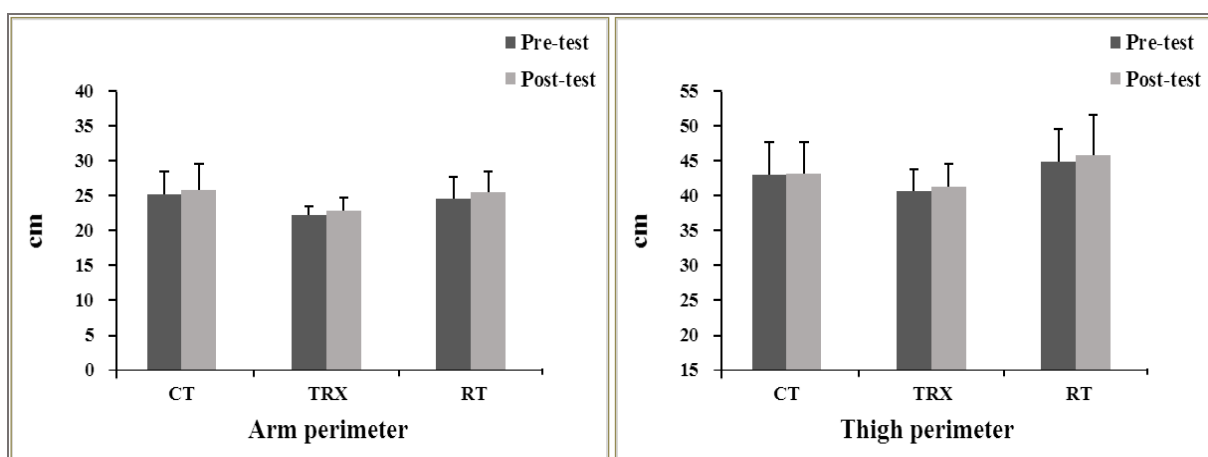 Pre-test
Post-test
40
35
30
25
20
15
10
5
0
cm
CT TRX RT
Arm perimeter
Pre-test
Post-test
55
50
45
40
35
30
25
20
15
cm
CT TRX RT
Thigh perimeter